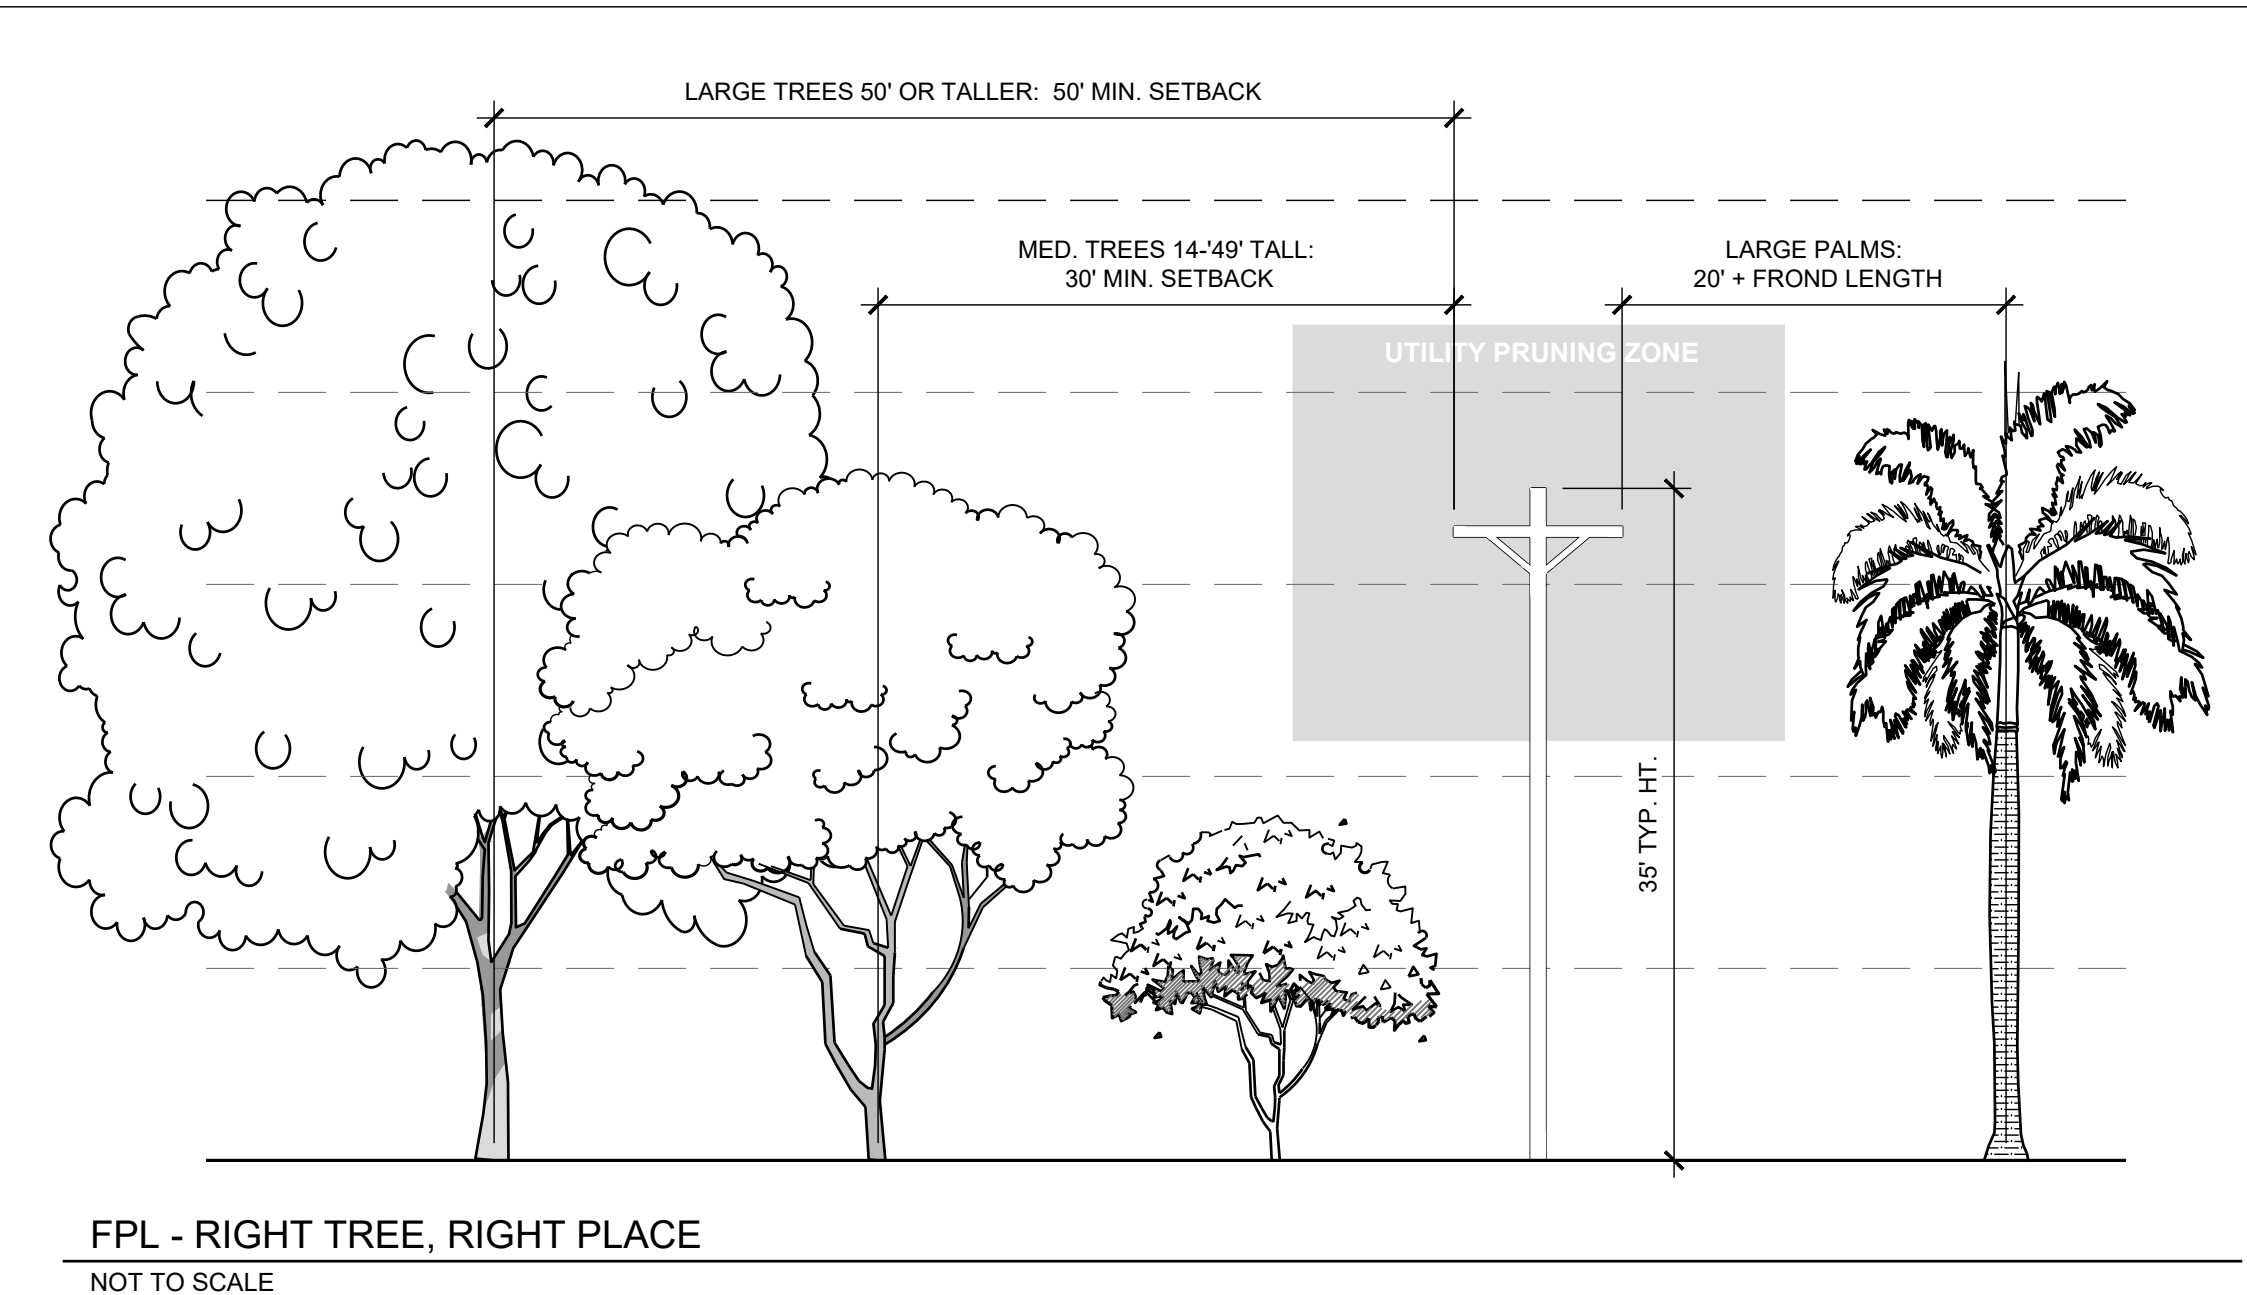 LARGE TREES 50' OR TALLER:  50' MIN. SETBACK
MED. TREES 14-'49' TALL:
30' MIN. SETBACK
LARGE PALMS:
20' + FROND LENGTH
UTILITY PRUNING ZONE
35' TYP. HT.
FPL - RIGHT TREE, RIGHT PLACE
NOT TO SCALE